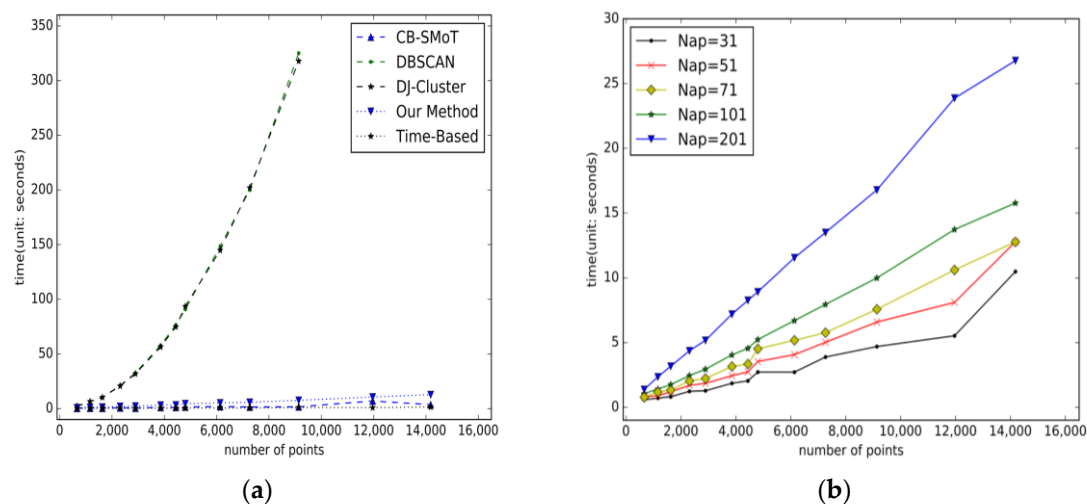 350
300
250
200
150
100
50
0
time(unit: seconds)
0
2,000
4,000
6,000
8,000
10,000
12,000
14,000
16,000
number of points
CB-SMoT
DBSCAN
DJ-Cluster
Our Method
Time-Based
(a)
30
25
20
15
10
5
0
time(unit: seconds)
0
2,000
4,000
6,000
8,000
10,000
12,000
14,000
16,000
number of points
Nap=31
Nap=51
Nap=71
Nap=101
Nap=201
(b)